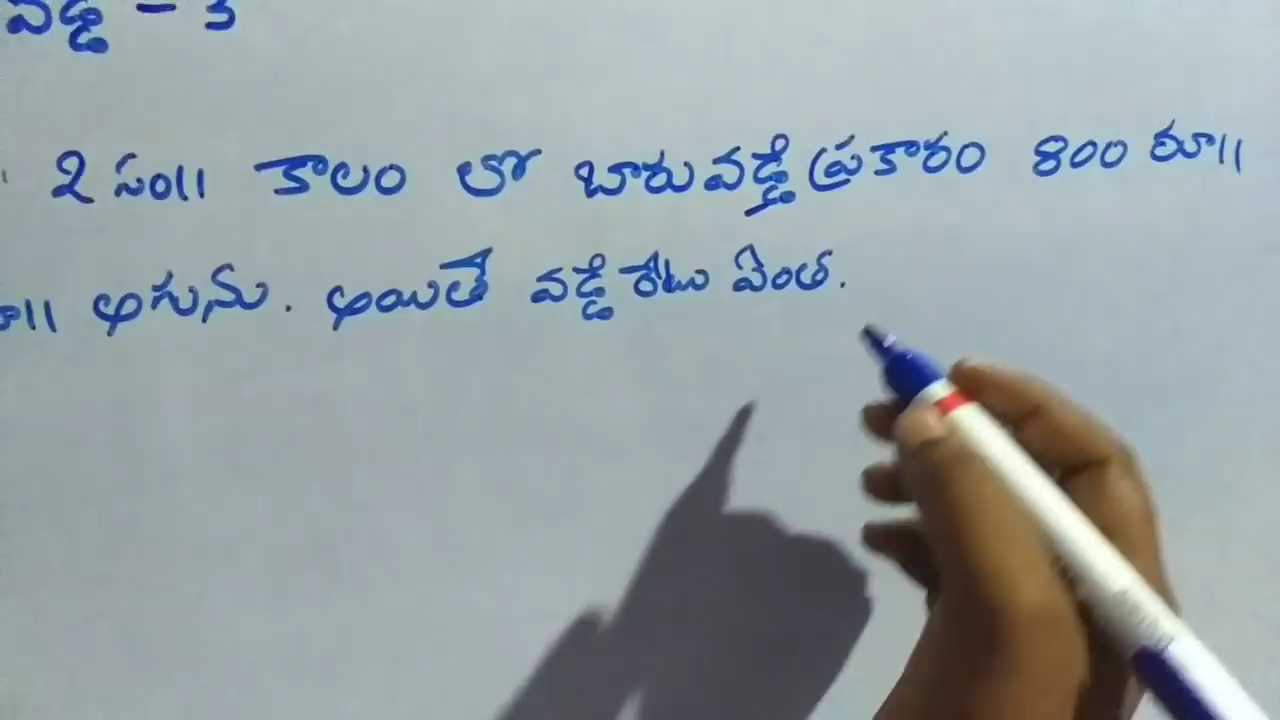 వడ్డీ - 3
2 సం॥ కాలం లో బారువడ్డీ ప్రకారం 800 రూ॥
॥ అగును. అయితే వడ్డీ రేటు ఏంత.